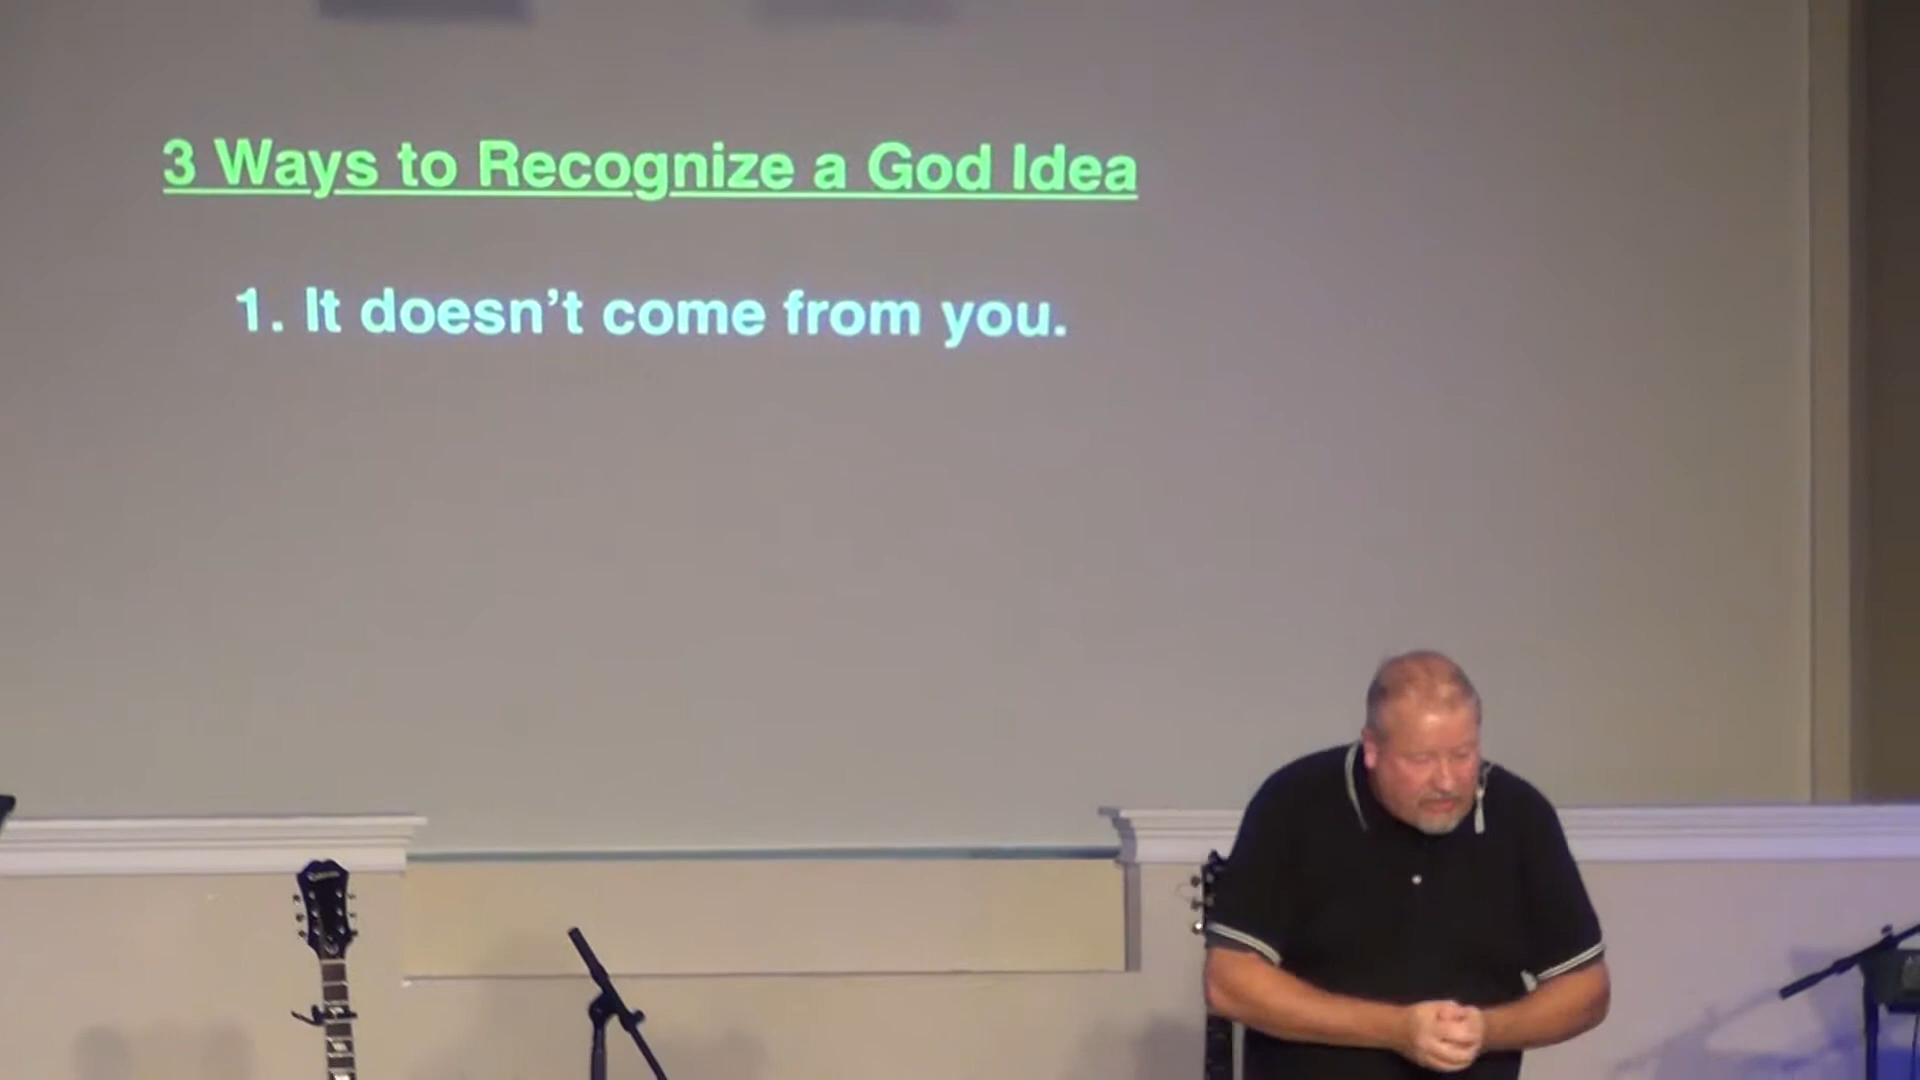 3 Ways to Recognize a God Idea
1. It doesn’t come from you.